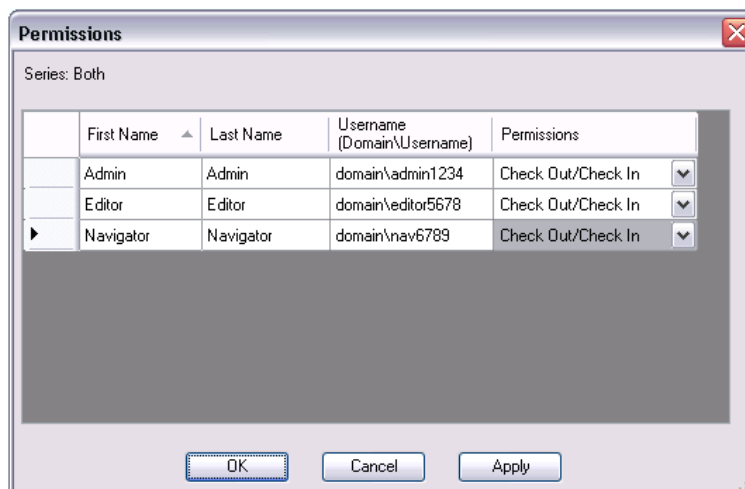 Permissions
Series: Both
First Name Last Name Username (Domain\Username) Permissions
Admin Admin domain\admin1234 Check Out/Check In
Editor Editor domain\editor5678 Check Out/Check In
Navigator Navigator domain\nav6789 Check Out/Check In
OK Cancel Apply